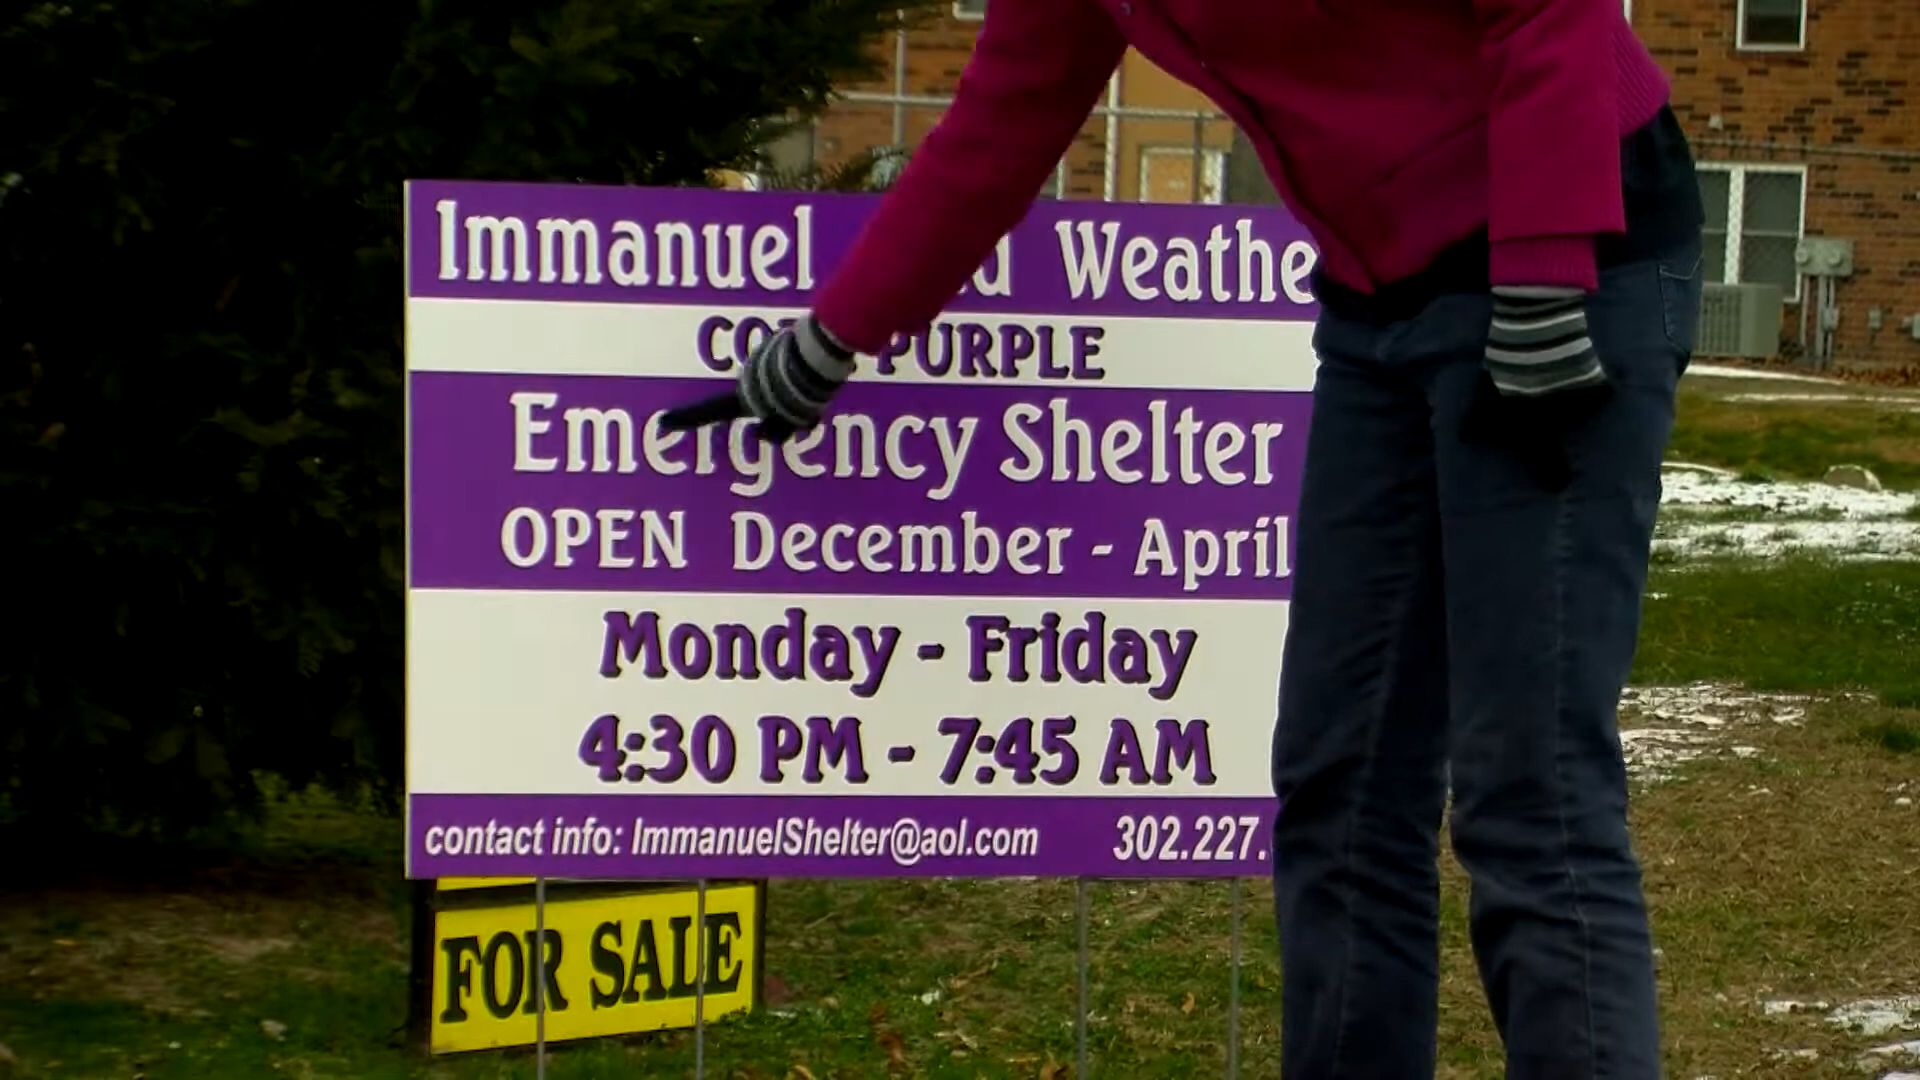 Immanuel Weathe
PURPLE
Emergency Shelter
OPEN December - April
Monday - Friday
4:30 PM - 7:45 AM
contact info: ImmanuelShelter@aol.com 302.227.
FOR SALE